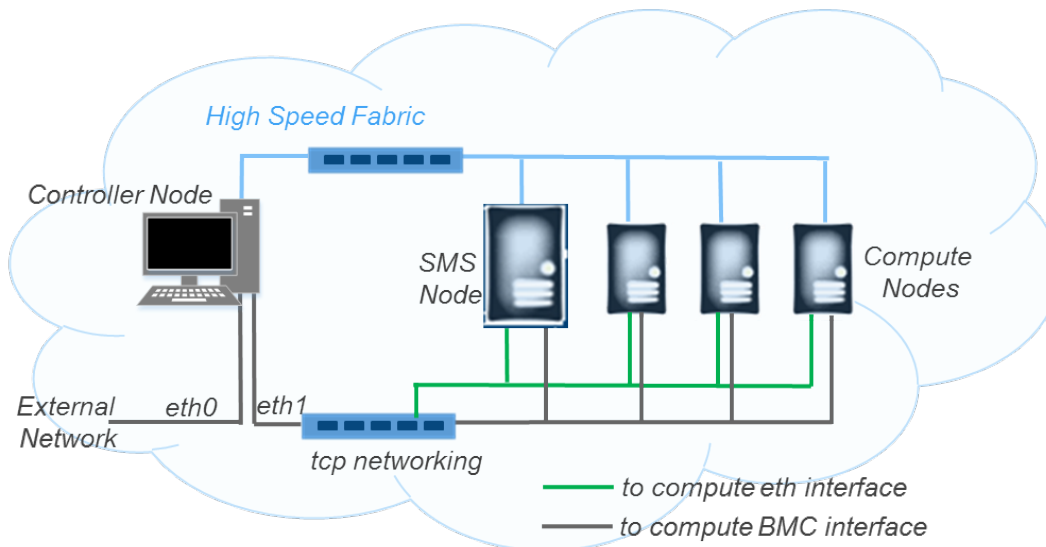 High Speed Fabric
Controller Node
SMS
Node
Compute
Nodes
External
Network
eth0
eth1
tcp networking
to compute eth interface
to compute BMC interface